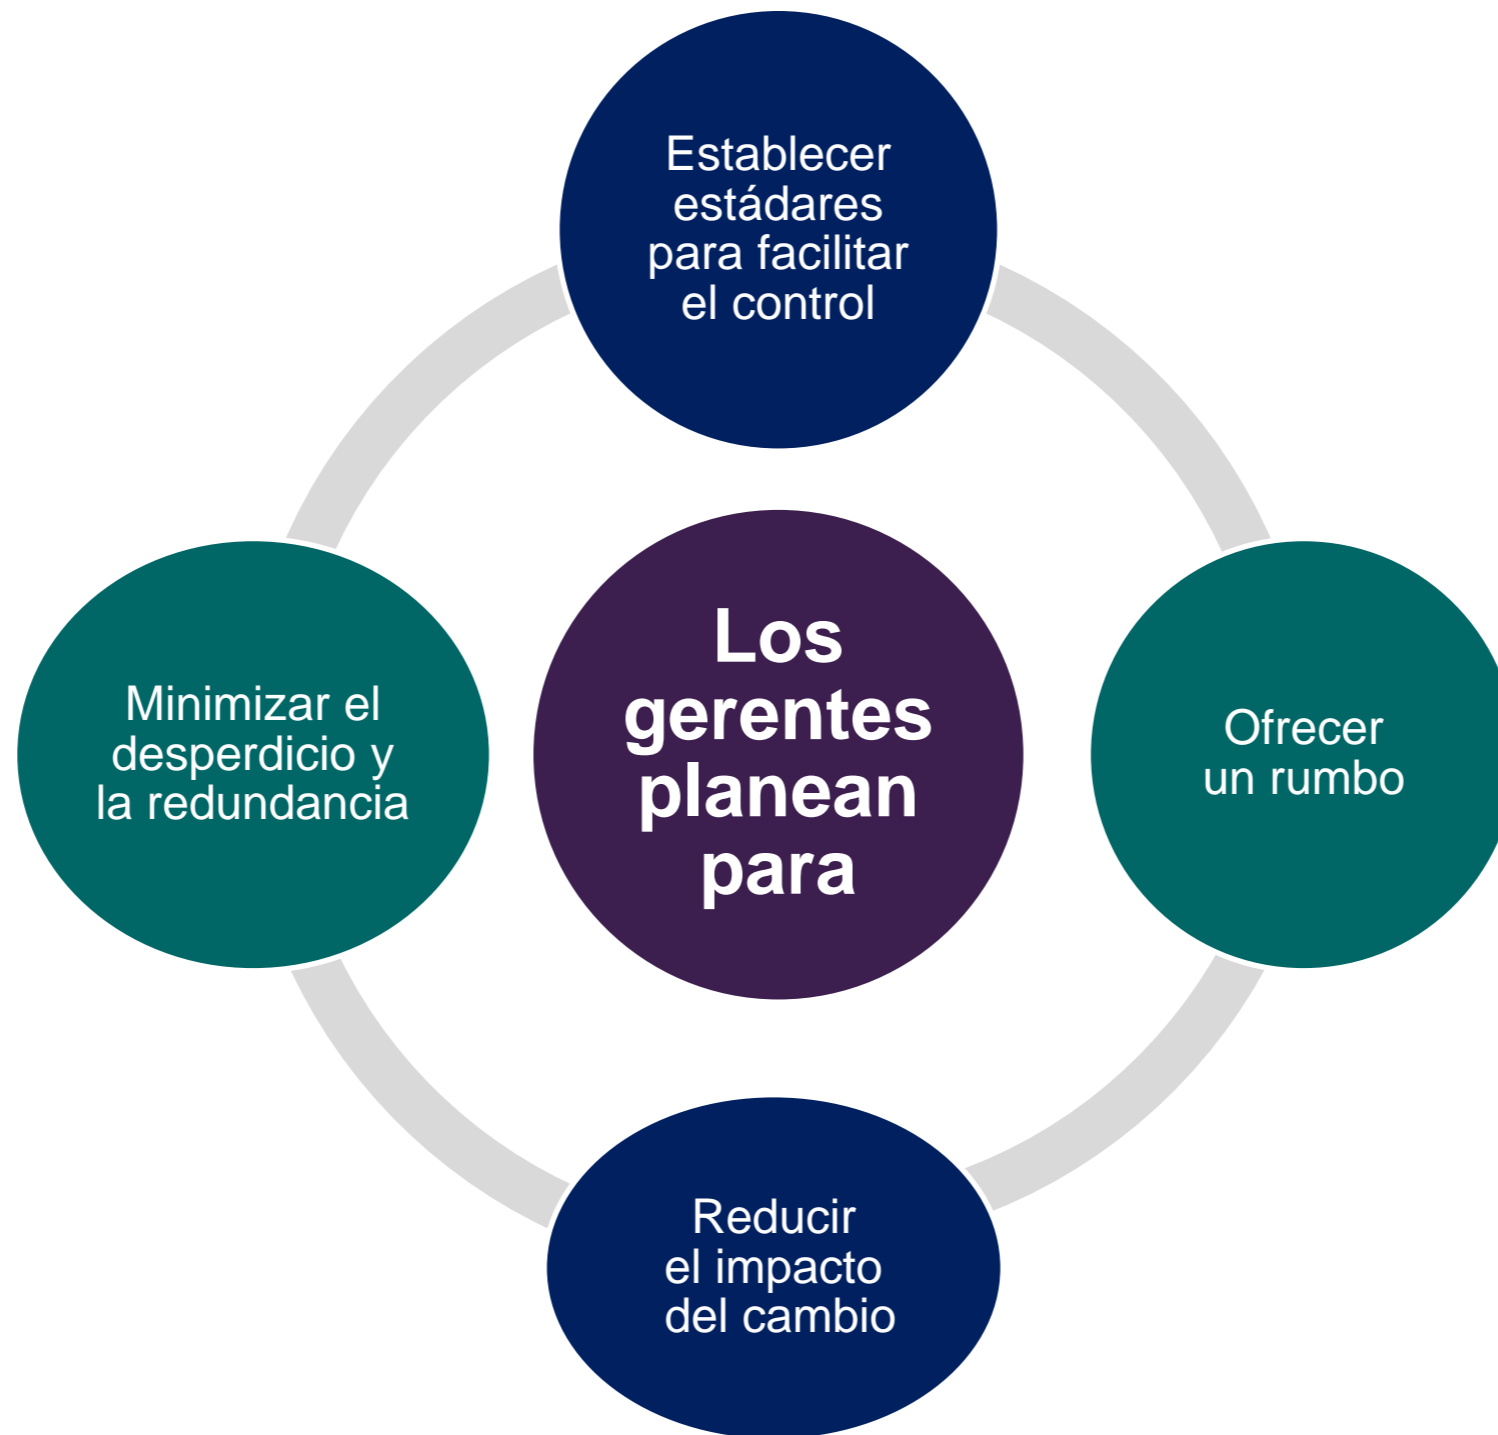 Establecer
estádares
para facilitar
el control
Los
gerentes
planean
para
Minimizar el
desperdicio y
la redundancia
Ofrecer
un rumbo
Reducir
el impacto
del cambio